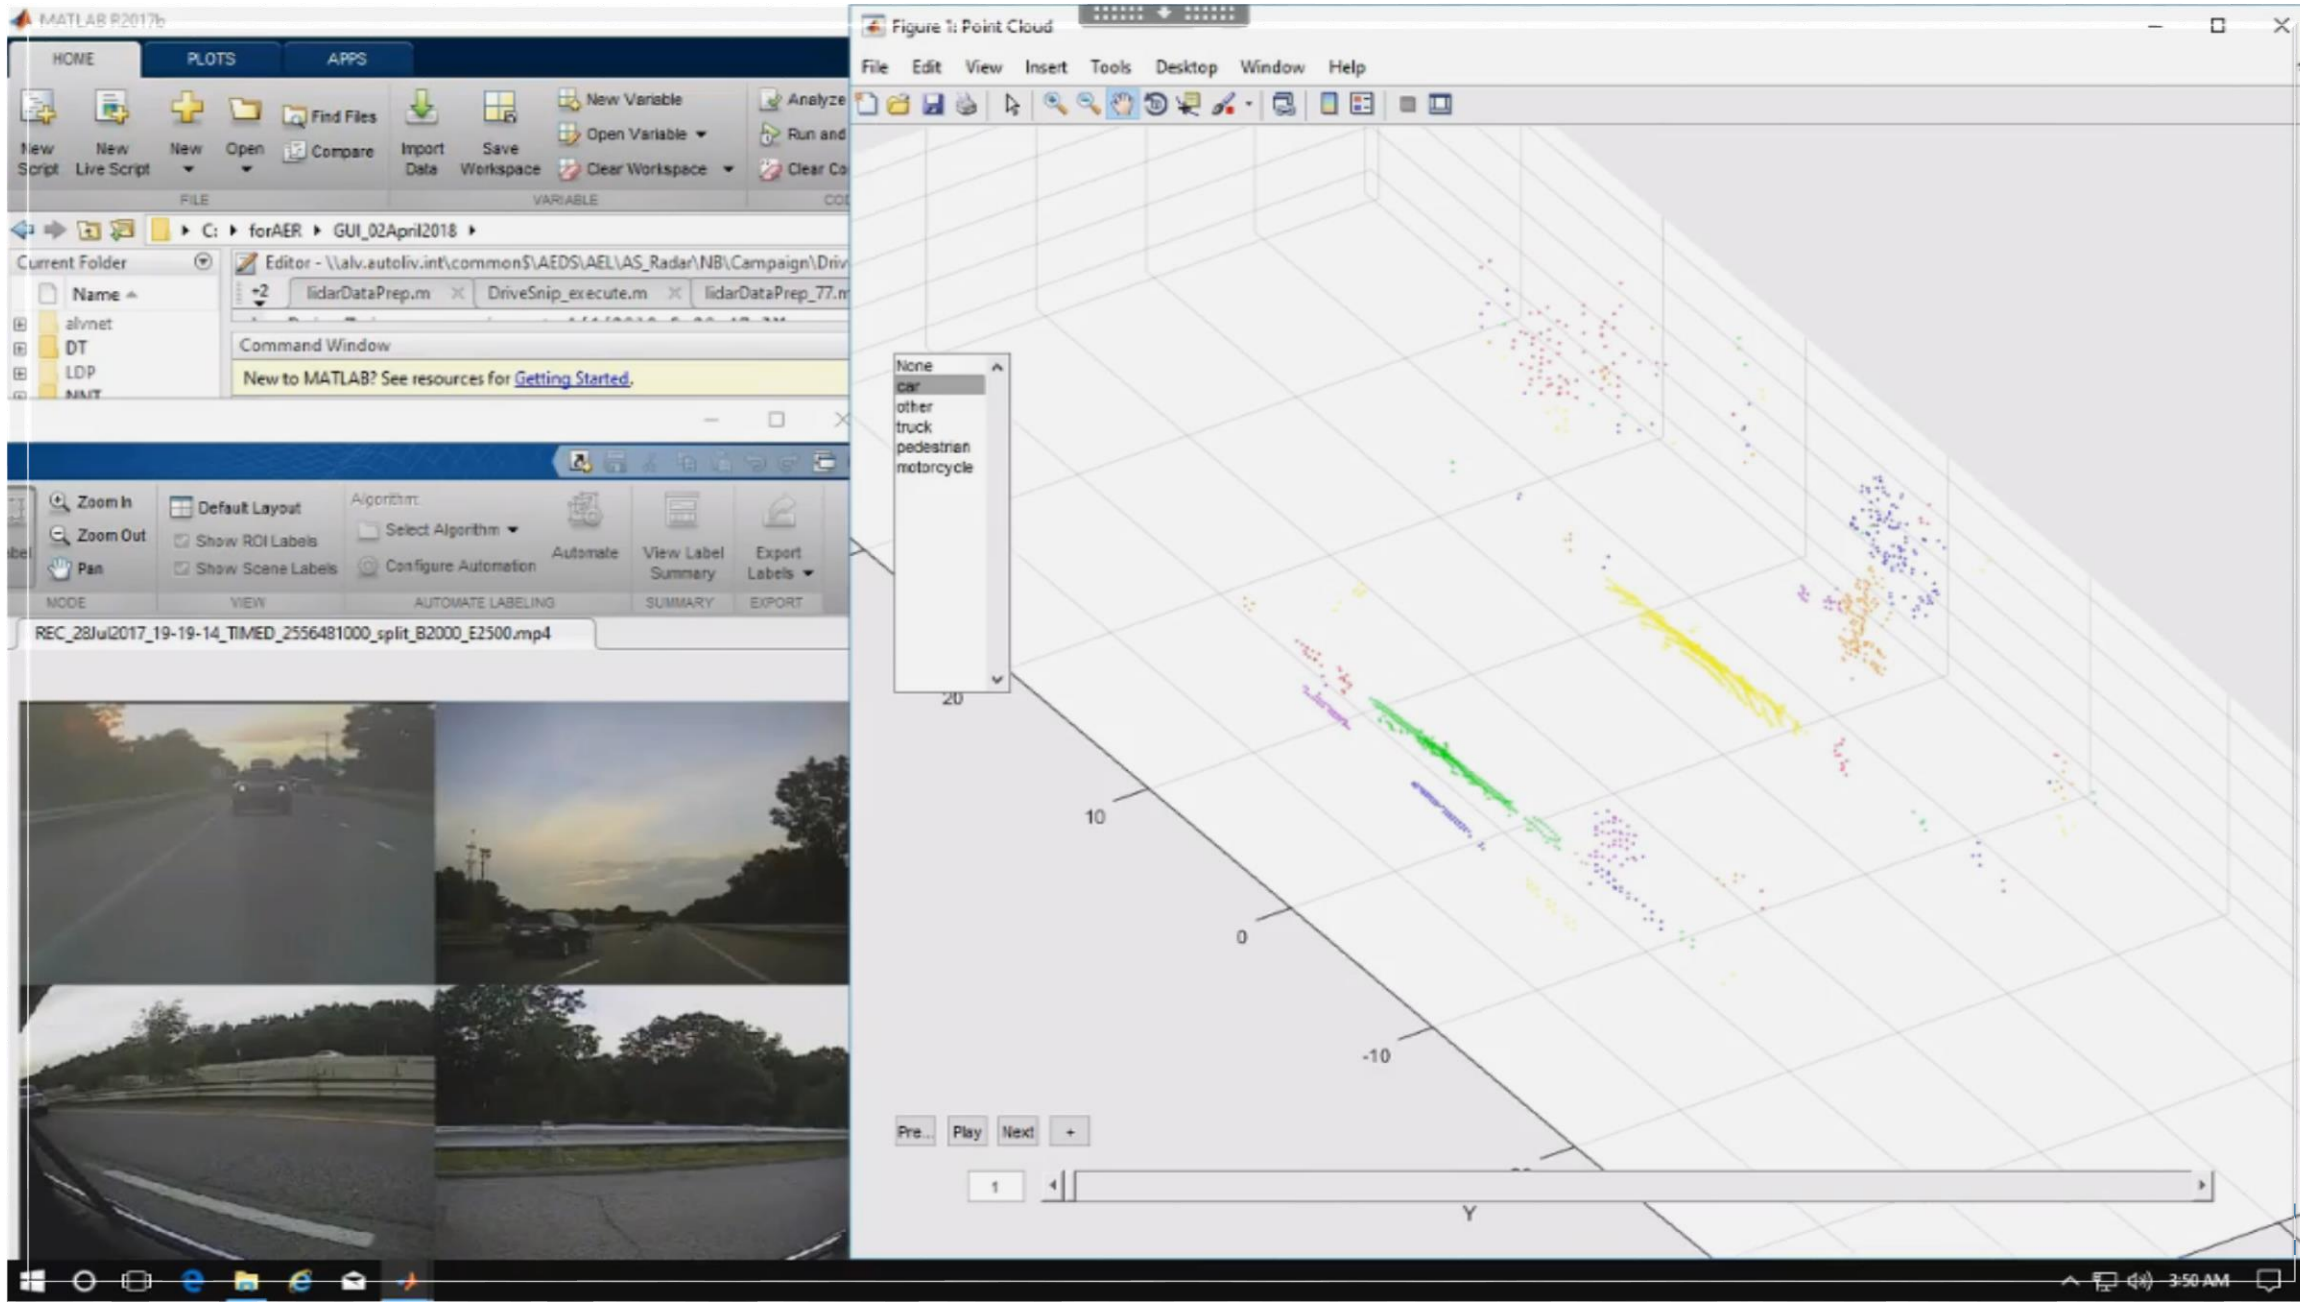 MATLAB R2017b
HOME
PLOTS
APPS
New Script
New Live Script
New
Open
Find Files
Compare
Import Data
Save Workspace
New Variable
Open Variable
Clear Workspace
Analyze
Run and
Clear Co
FILE
VARIABLE
COD
C: forAER GUI_02April2018
Current Folder
Name
alvnet
DT
LDP
NNT
Editor - \\alv.autoliv.int\common$\AEDS\AEL\AS_Radar\NB\Campaign\Driv
+2
lidarDataPrep.m
DriveSnip_execute.m
lidarDataPrep_77.m
Command Window
New to MATLAB? See resources for Getting Started.
Zoom In
Zoom Out
Pan
Default Layout
Show ROI Labels
Show Scene Labels
Algorithm:
Select Algorithm
Configure Automation
Automate
View Label Summary
Export Labels
MODE
VIEW
AUTOMATE LABELING
SUMMARY
EXPORT
REC_28Jul2017_19-19-14_TIMED_2556481000_split_B2000_E2500.mp4
Figure 1: Point Cloud
File Edit View Insert Tools Desktop Window Help
None
car
other
truck
pedestrian
motorcycle
20
10
0
-10
Pre... Play Next +
1
Y
3:50 AM